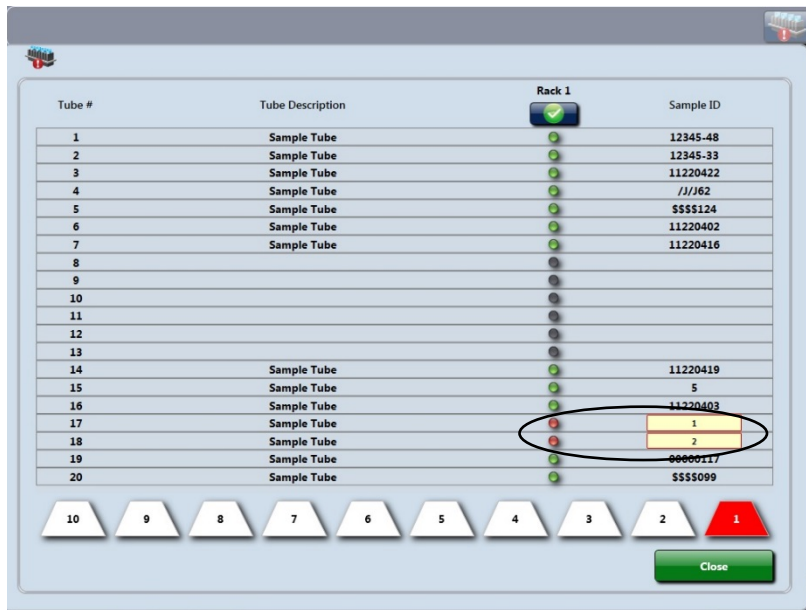 Rack 1
Tube # Tube Description Sample ID
1 Sample Tube 12345-48
2 Sample Tube 12345-33
3 Sample Tube 11220422
4 Sample Tube /J/J62
5 Sample Tube $$$$124
6 Sample Tube 11220402
7 Sample Tube 11220416
8
9
10
11
12
13
14 Sample Tube 11220419
15 Sample Tube 5
16 Sample Tube 11220403
17 Sample Tube 1
18 Sample Tube 2
19 Sample Tube 00000117
20 Sample Tube $$$$099
10 9 8 7 6 5 4 3 2 1
Close